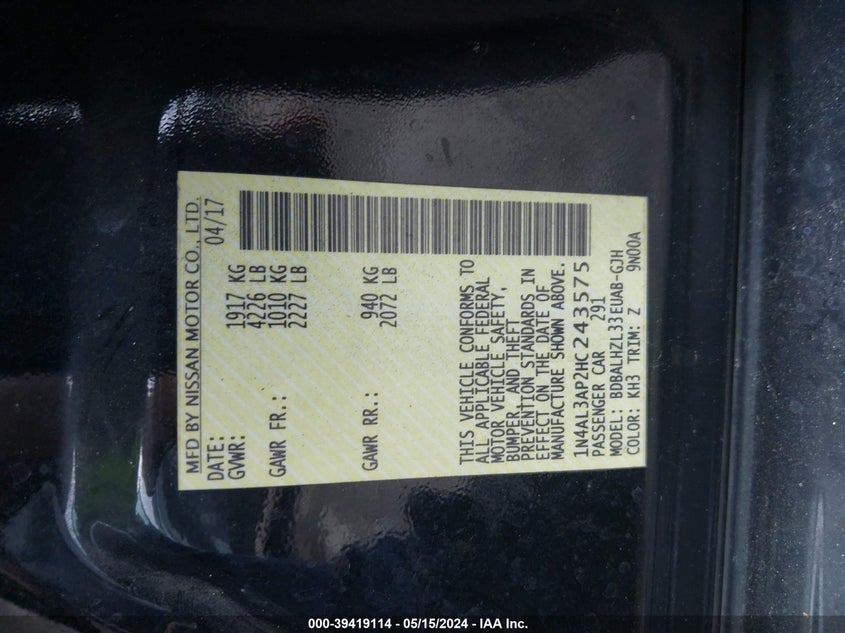 MFD BY NISSAN MOTOR CO., LTD.
DATE: 04/17
GVWR: 1917 KG
4226 LB
GAWR FR.: 1010 KG
2227 LB
GAWR RR.: 940 KG
2072 LB
THIS VEHICLE CONFORMS TO
ALL APPLICABLE FEDERAL
MOTOR VEHICLE SAFETY,
BUMPER, AND THEFT
PREVENTION STANDARDS IN
EFFECT ON THE DATE OF
MANUFACTURE SHOWN ABOVE.
1N4AL3AP2HC243575
PASSENGER CAR 291
MODEL: BDBALHZL33EUAB-GJH
COLOR: KH3 TRIM: Z 9N00A
000-39419114 - 05/15/2024 - IAA Inc.